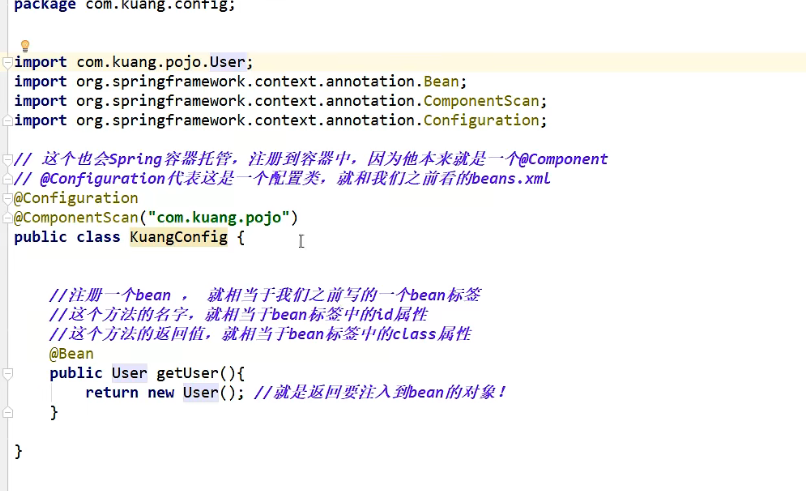 package com.kuang.config;
import com.kuang.pojo.User;
import org.springframework.context.annotation.Bean;
import org.springframework.context.annotation.ComponentScan;
import org.springframework.context.annotation.Configuration;
// 这个也会Spring容器托管，注册到容器中，因为他本来就是一个@Component
// @Configuration代表这是一个配置类，就和我们之前看的beans.xml
@Configuration
@ComponentScan("com.kuang.pojo")
public class KuangConfig {
//注册一个bean ， 就相当于我们之前写的一个bean标签
//这个方法的名字，就相当于bean标签中的id属性
//这个方法的返回值，就相当于bean标签中的class属性
@Bean
public User getUser(){
return new User(); //就是返回要注入到bean的对象！
}
}